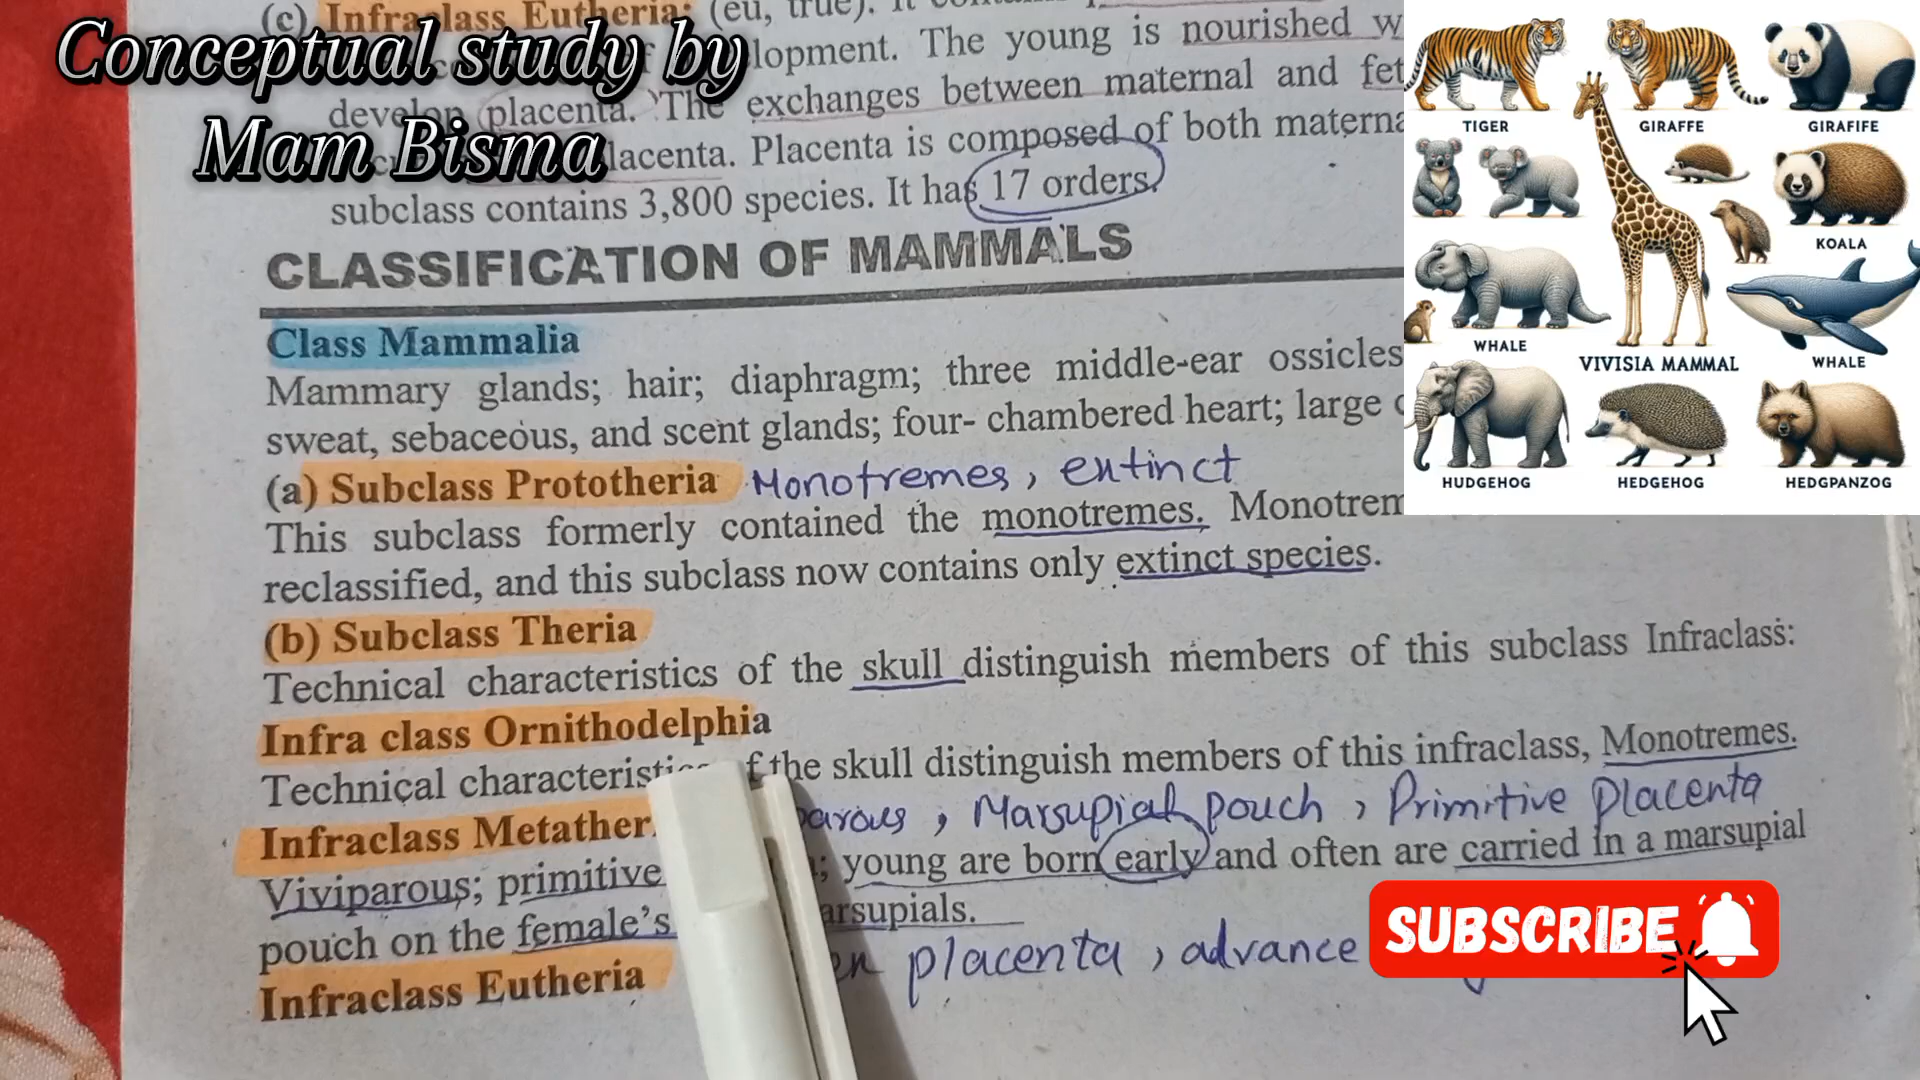 (c) Infraclass Eutheria: (eu, true). It
Conceptual study by
Mam Bisma
lopment. The young is nourished w
develop placenta. The exchanges between maternal and fet
lacenta. Placenta is composed of both materna
subclass contains 3,800 species. It has 17 orders.
CLASSIFICATION OF MAMMALS
Class Mammalia
Mammary glands; hair; diaphragm; three middle-ear ossicles
sweat, sebaceous, and scent glands; four- chambered heart; large
(a) Subclass Prototheria Monotremes, extinct
This subclass formerly contained the monotremes. Monotrem
reclassified, and this subclass now contains only extinct species.
(b) Subclass Theria
Technical characteristics of the skull distinguish members of this subclass Infraclass:
Infra class Ornithodelphia
Technical characteristic f the skull distinguish members of this infraclass, Monotremes.
Infraclass Metather parous, Marsupial pouch, Primitive Placenta
Viviparous; primitive ; young are born early and often are carried in a marsupial
pouch on the female's arsupials.
Infraclass Eutheria en placenta, advance
TIGER
GIRAFFE
GIRAFIFE
KOALA
WHALE
VIVISIA MAMMAL
WHALE
HUDGEHOG
HEDGEHOG
HEDGPANZOG
SUBSCRIBE